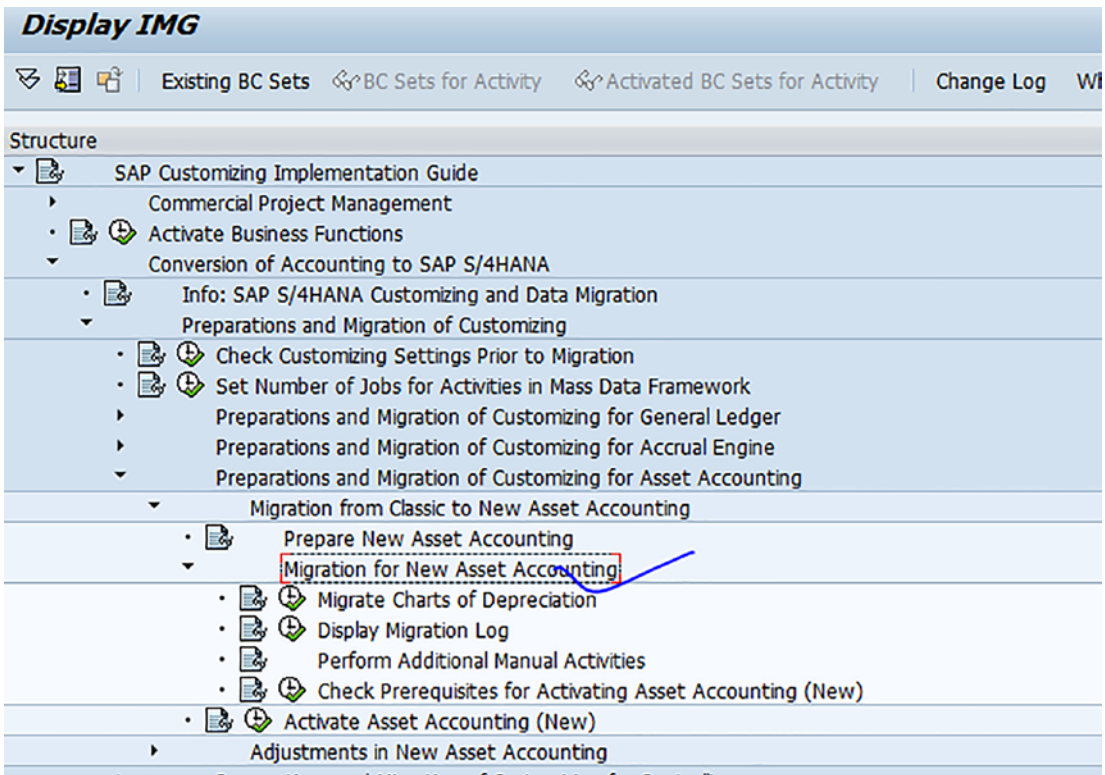 Display IMG
Existing BC Sets BC Sets for Activity Activated BC Sets for Activity Change Log
Structure
SAP Customizing Implementation Guide
Commercial Project Management
Activate Business Functions
Conversion of Accounting to SAP S/4HANA
Info: SAP S/4HANA Customizing and Data Migration
Preparations and Migration of Customizing
Check Customizing Settings Prior to Migration
Set Number of Jobs for Activities in Mass Data Framework
Preparations and Migration of Customizing for General Ledger
Preparations and Migration of Customizing for Accrual Engine
Preparations and Migration of Customizing for Asset Accounting
Migration from Classic to New Asset Accounting
Prepare New Asset Accounting
Migration for New Asset Accounting
Migrate Charts of Depreciation
Display Migration Log
Perform Additional Manual Activities
Check Prerequisites for Activating Asset Accounting (New)
Activate Asset Accounting (New)
Adjustments in New Asset Accounting